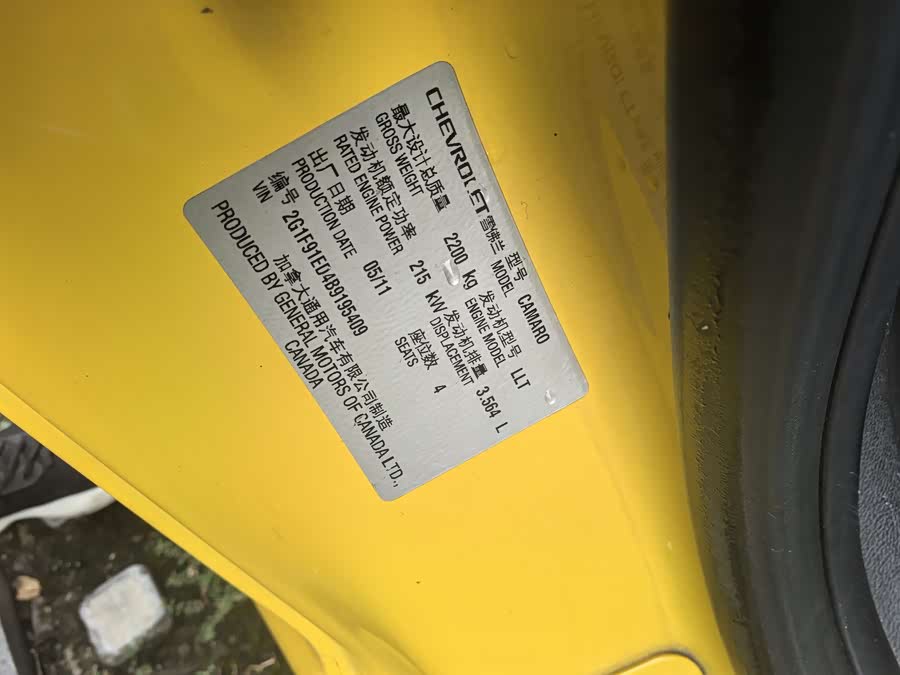 CHEVROLET 雪佛兰 型号 CAMARO
MODEL
最大设计总质量 2200 kg 发动机型号 LLT
GROSS WEIGHT ENGINE MODEL
发动机额定功率 215 kW 发动机排量 3.564 L
RATED ENGINE POWER DISPLACEMENT
出厂日期 05/11 座位数 4
PRODUCTION DATE SEATS
编号 2G1F91ED4B9195409
VIN
加拿大通用汽车有限公司制造
PRODUCED BY GENERAL MOTORS OF CANADA LTD.,
CANADA